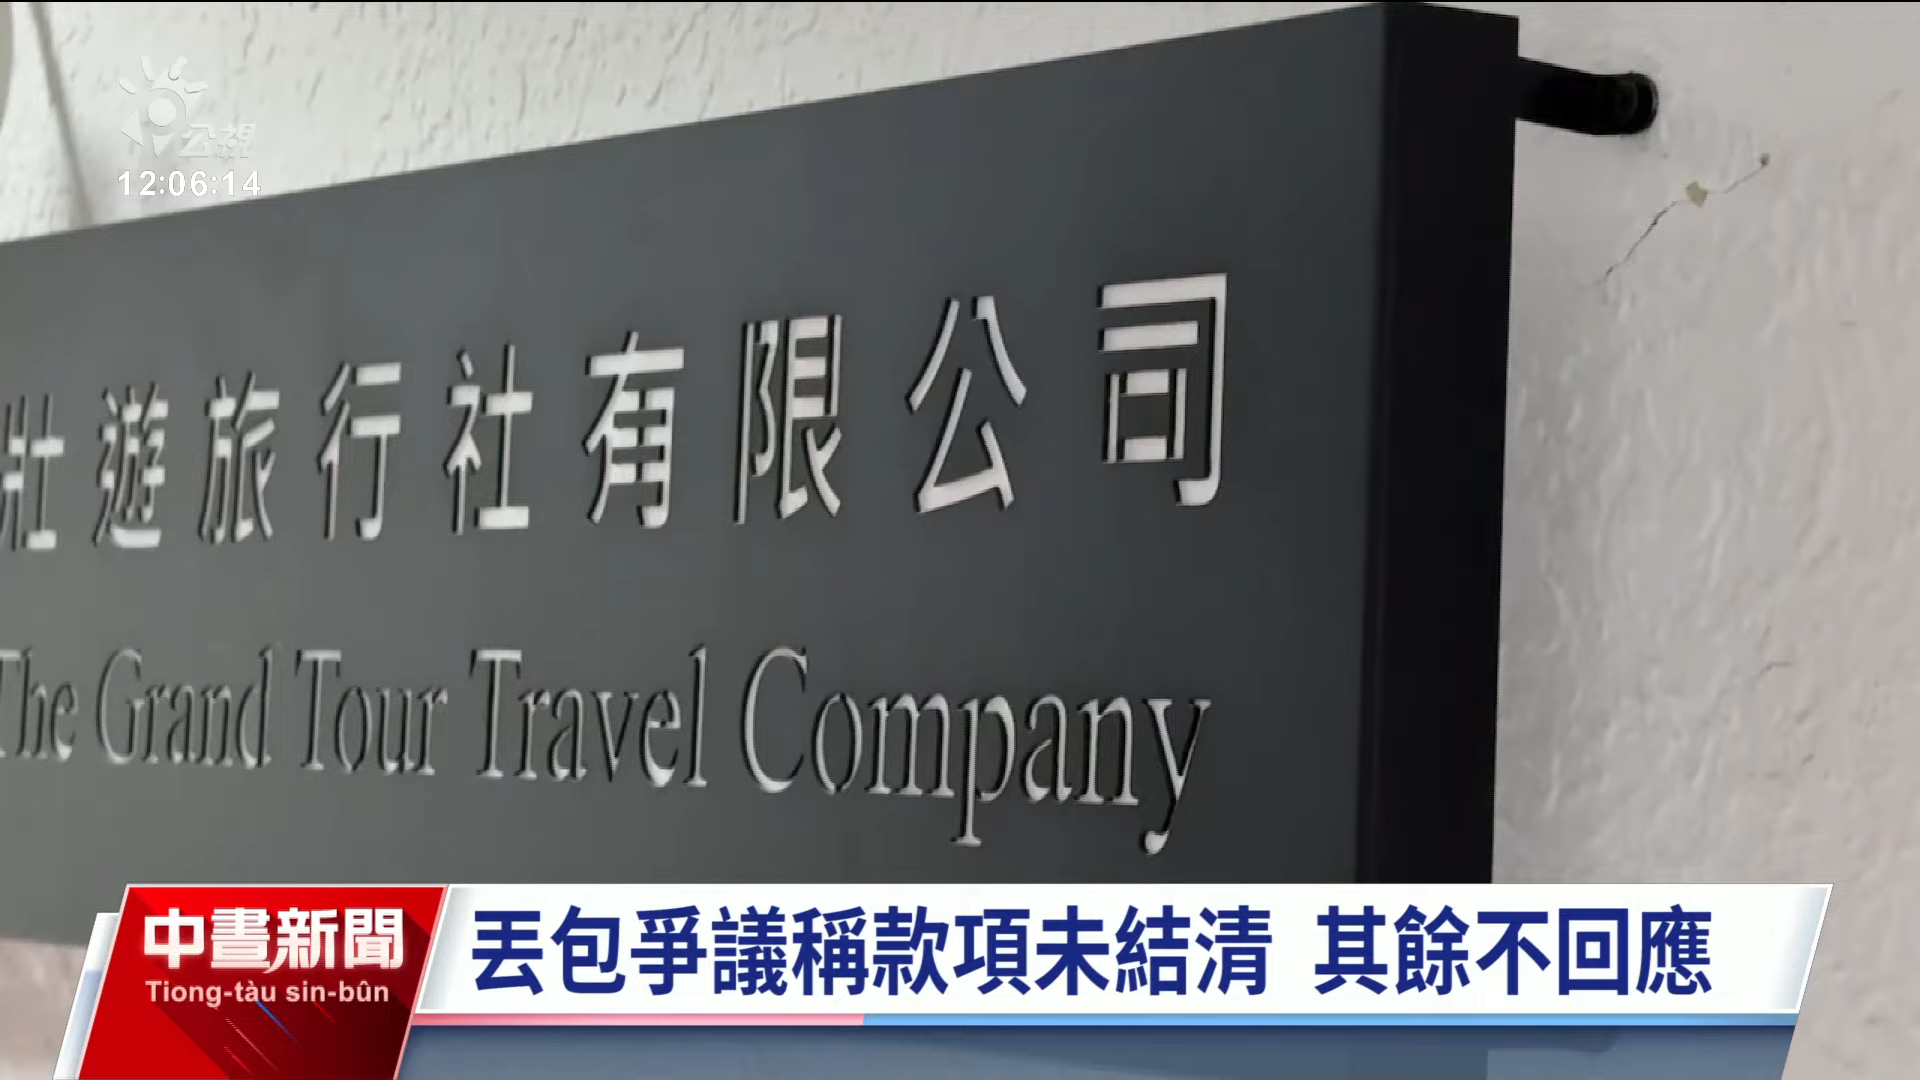 公視
12:06:14
壯遊旅行社有限公司
The Grand Tour Travel Company
中晝新聞
Tiong-tàu sin-bûn
丟包爭議稱款項未結清 其餘不回應